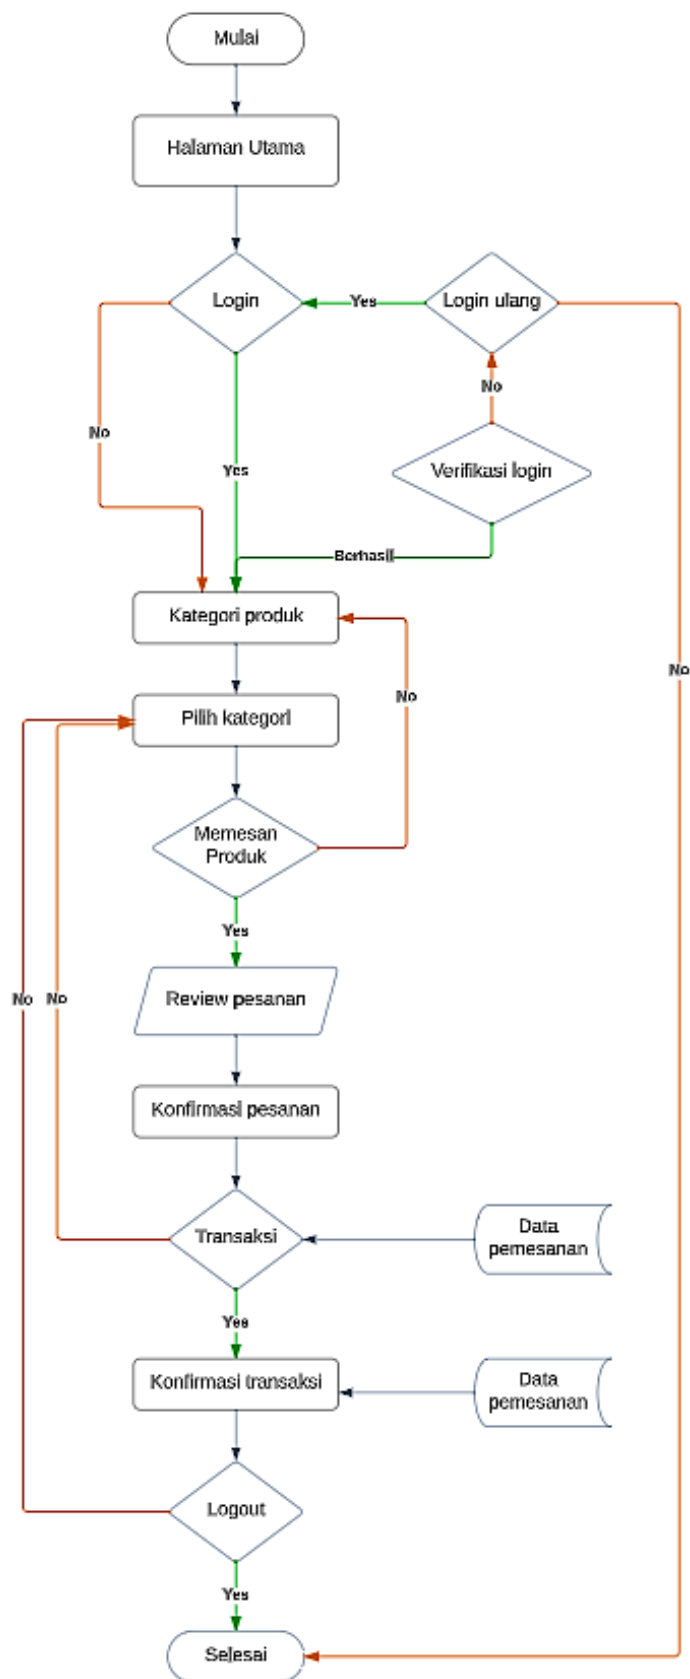 Mulai
Halaman Utama
Login
Yes
Login ulang
No
No
Verifikasi login
Yes
Berhasil
Kategori produk
No
No
Pilih kategori
Memesan
Produk
Yes
No
No
Review pesanan
Konfirmasi pesanan
Transaksi
Data
pemesanan
Yes
Konfirmasi transaksi
Data
pemesanan
Logout
Yes
Selesai